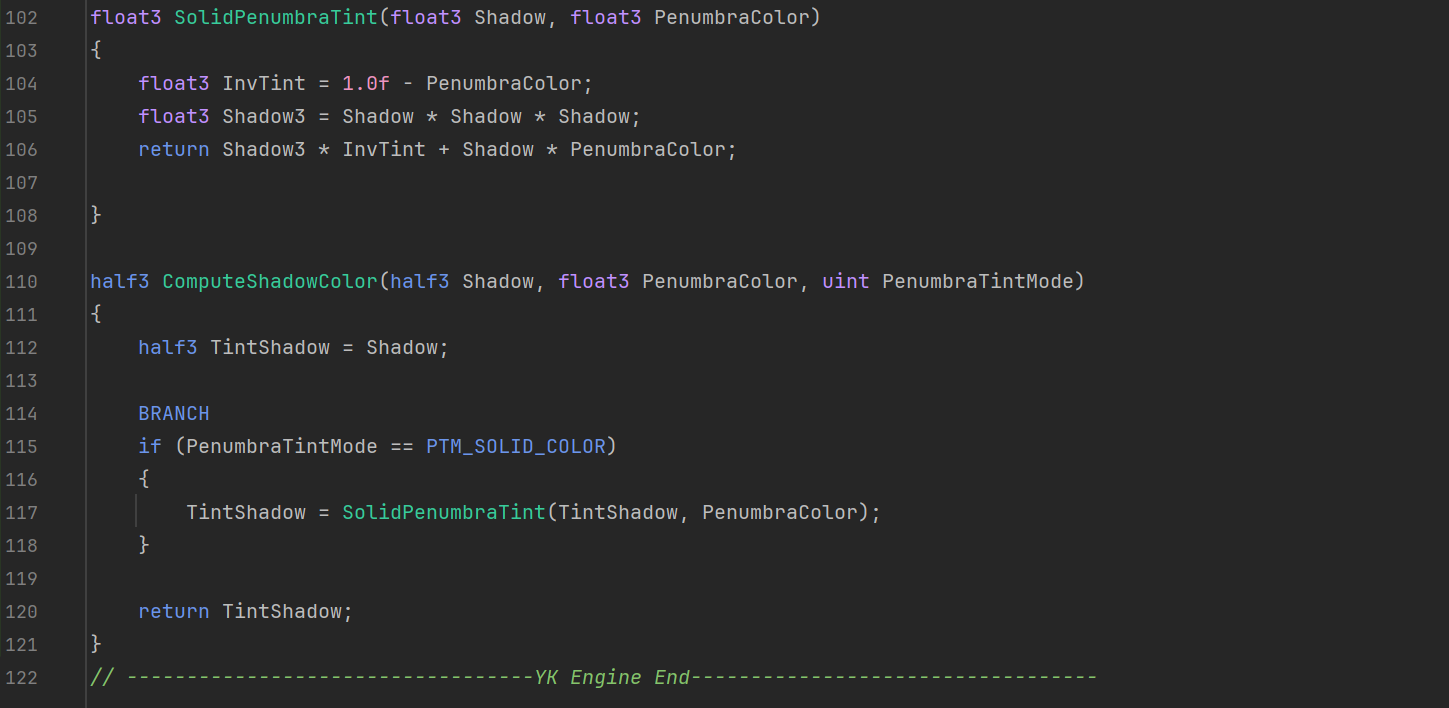 102 float3 SolidPenumbraTint(float3 Shadow, float3 PenumbraColor)
103 {
104     float3 InvTint = 1.0f - PenumbraColor;
105     float3 Shadow3 = Shadow * Shadow * Shadow;
106     return Shadow3 * InvTint + Shadow * PenumbraColor;
107
108 }
109
110 half3 ComputeShadowColor(half3 Shadow, float3 PenumbraColor, uint PenumbraTintMode)
111 {
112     half3 TintShadow = Shadow;
113
114     BRANCH
115     if (PenumbraTintMode == PTM_SOLID_COLOR)
116     {
117         TintShadow = SolidPenumbraTint(TintShadow, PenumbraColor);
118     }
119
120     return TintShadow;
121 }
122 // ----------------------------------YK Engine End----------------------------------